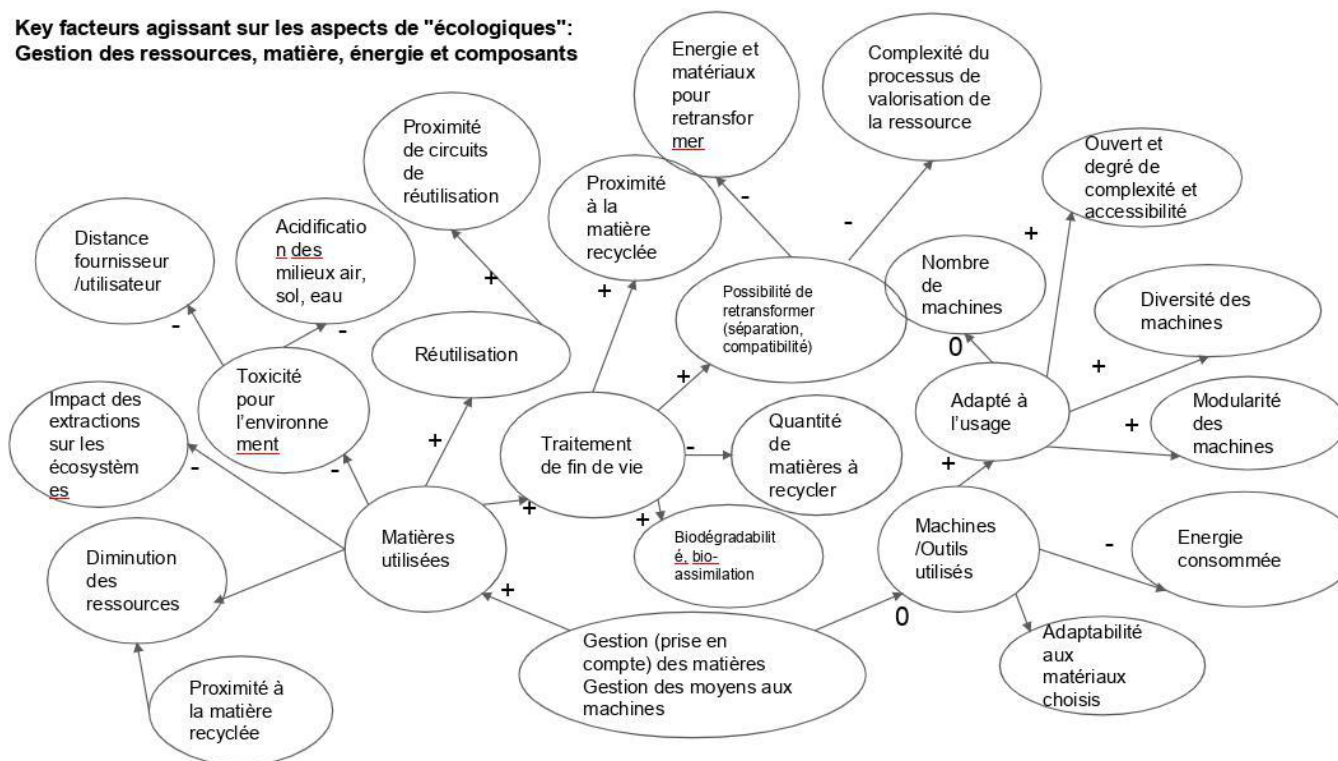 Key facteurs agissant sur les aspects de "écologiques":
Gestion des ressources, matière, énergie et composants
Energie et
matériaux
pour
retransfor
mer
Complexité du
processus de
valorisation de
la ressource
Proximité
de circuits
de
réutilisation
Ouvert et
degré de
complexité et
accessibilité
Proximité
à la
matière
recyclée
Distance
fournisseur
/utilisateur
Acidificatio
n des
milieux air,
sol, eau
Nombre
de
machines
Possibilité de
retransformer
(séparation,
compatibilité)
Diversité des
machines
Réutilisation
Toxicité
pour
l'environne
ment
Impact des
extractions
sur les
écosystèm
es
Adapté à
l'usage
Modularité
des
machines
Traitement
de fin de vie
Quantité
de
matières à
recycler
Matières
utilisées
Machines
/Outils
utilisés
Energie
consommée
Biodégradabilit
é, bio-
assimilation
Diminution
des
ressources
Gestion (prise en
compte) des matières
Gestion des moyens aux
machines
Adaptabilité
aux
matériaux
choisis
Proximité à
la matière
recyclée
-
-
+
+
-
-
+
0
+
+
+
-
-
+
-
+
+
+
+
-
+
0